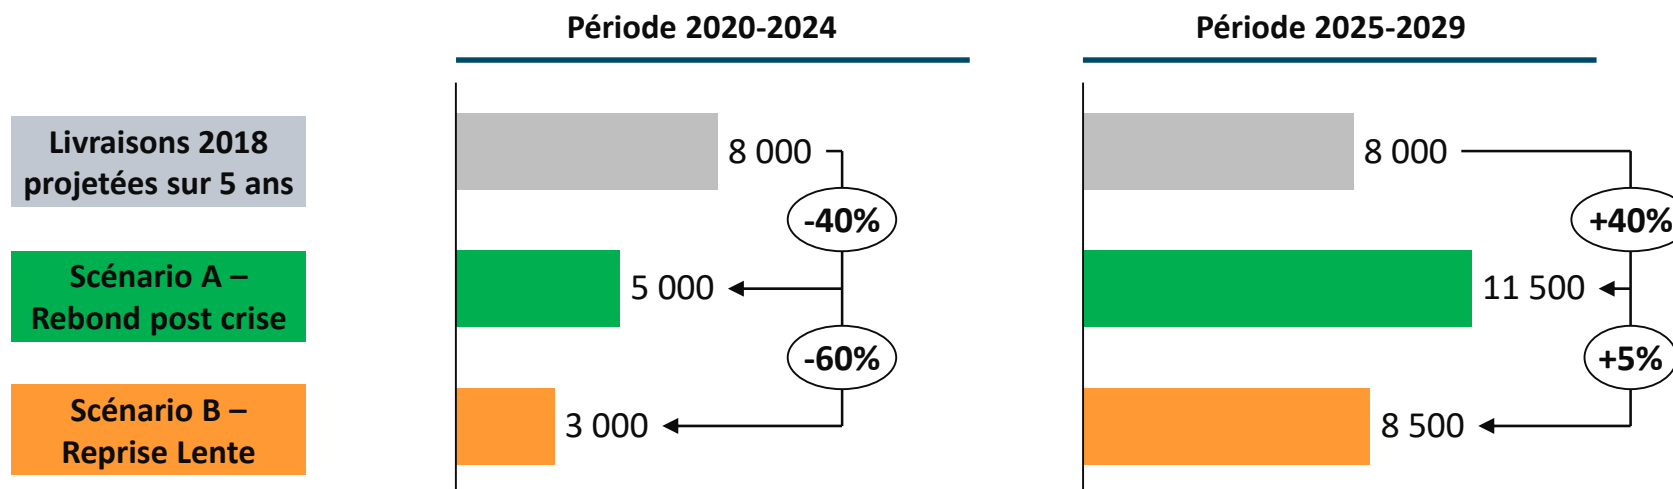 Période 2020-2024
Période 2025-2029
Livraisons 2018
projetées sur 5 ans
8 000
8 000
-40%
+40%
Scénario A –
Rebond post crise
5 000
11 500
-60%
+5%
Scénario B –
Reprise Lente
3 000
8 500